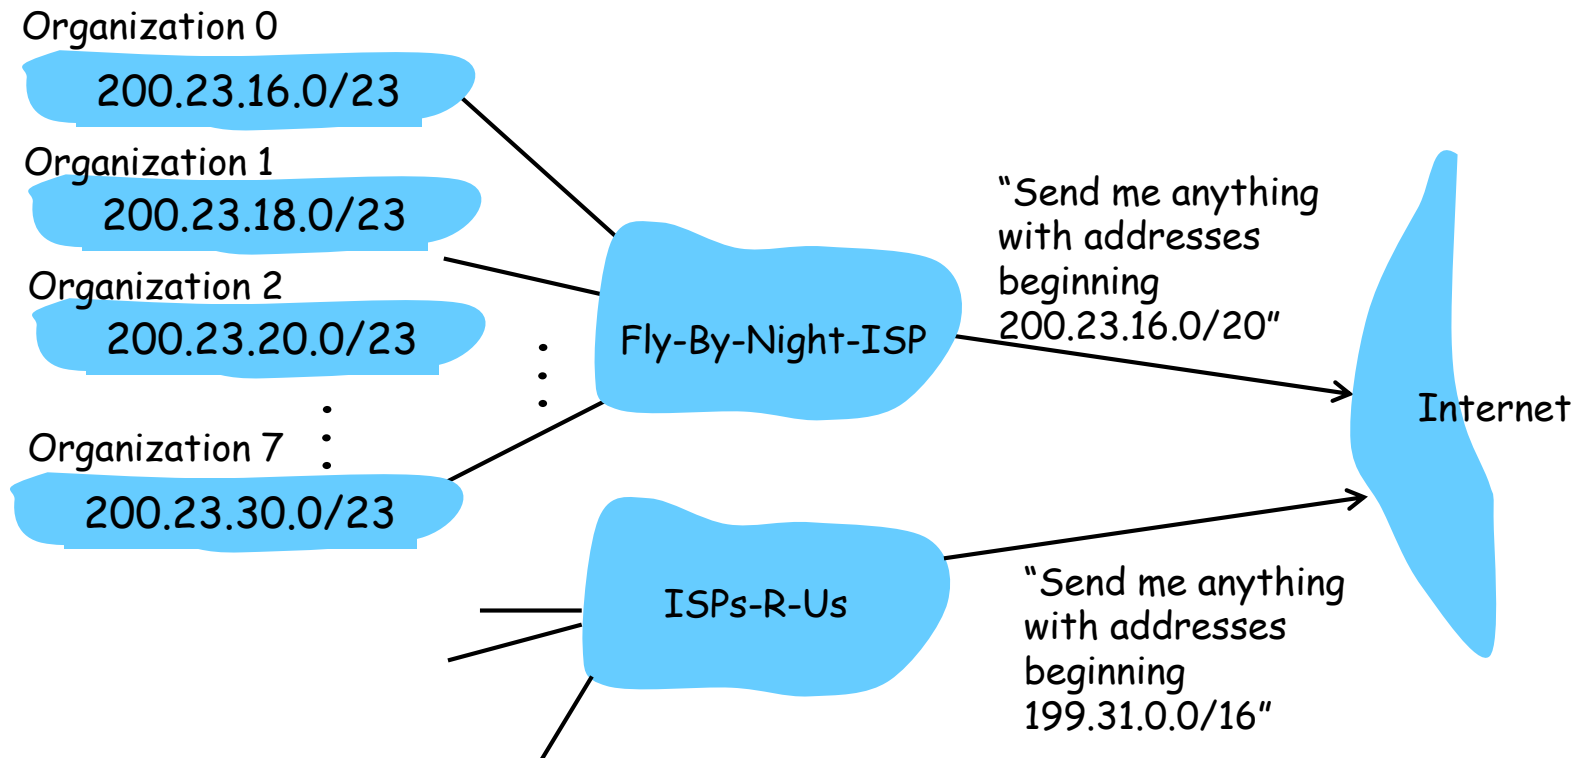 Organization 0
200.23.16.0/23
Organization 1
200.23.18.0/23
Organization 2
200.23.20.0/23
Organization 7
200.23.30.0/23
Fly-By-Night-ISP
ISPs-R-Us
“Send me anything
with addresses
beginning
200.23.16.0/20”
“Send me anything
with addresses
beginning
199.31.0.0/16”
Internet